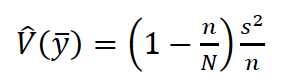 V̂(ȳ) = (1 − n/N) s²/n